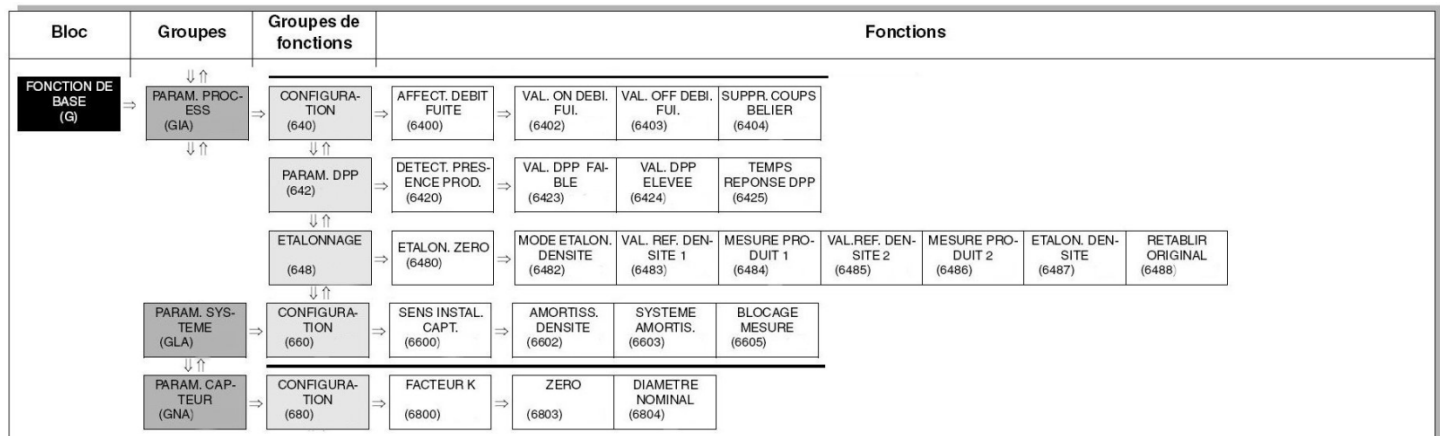 Bloc
Groupes
Groupes de
fonctions
Fonctions
⇓⇑
FONCTION DE
BASE
(G)
⇒
PARAM. PROC-
ESS
(GIA)
⇒
CONFIGURA-
TION
(640)
⇒
AFFECT. DEBIT
FUITE
(6400)
⇒
VAL. ON DEBI.
FUI.
(6402)
VAL. OFF DEBI.
FUI.
(6403)
SUPPR. COUPS
BELIER
(6404)
⇓⇑
⇓⇑
PARAM. DPP
(642)
⇒
DETECT. PRES-
ENCE PROD.
(6420)
⇒
VAL. DPP FAI-
BLE
(6423)
VAL. DPP
ELEVEE
(6424)
TEMPS
REPONSE DPP
(6425)
⇓⇑
ETALONNAGE
(648)
⇒
ETALON. ZERO
(6480)
⇒
MODE ETALON.
DENSITE
(6482)
VAL. REF. DEN-
SITE 1
(6483)
MESURE PRO-
DUIT 1
(6484)
VAL.REF. DEN-
SITE 2
(6485)
MESURE PRO-
DUIT 2
(6486)
ETALON. DEN-
SITE
(6487)
RETABLIR
ORIGINAL
(6488)
⇓⇑
PARAM. SYS-
TEME
(GLA)
⇒
CONFIGURA-
TION
(660)
⇒
SENS INSTAL.
CAPT.
(6600)
⇒
AMORTISS.
DENSITE
(6602)
SYSTEME
AMORTIS.
(6603)
BLOCAGE
MESURE
(6605)
⇓⇑
PARAM. CAP-
TEUR
(GNA)
⇒
CONFIGURA-
TION
(680)
⇒
FACTEUR K
(6800)
⇒
ZERO
(6803)
DIAMETRE
NOMINAL
(6804)